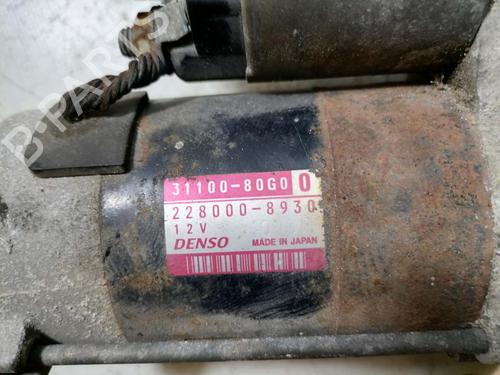 B-PARTS
31100-80G0 0
228000-8930
12V
DENSO MADE IN JAPAN